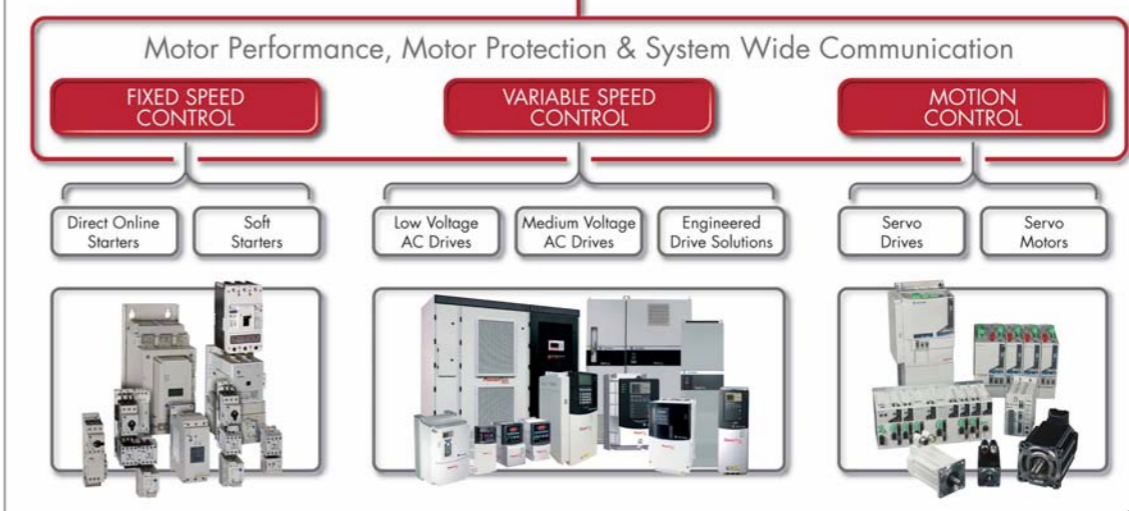 Motor Performance, Motor Protection & System Wide Communication
FIXED SPEED
CONTROL
VARIABLE SPEED
CONTROL
MOTION
CONTROL
Direct Online
Starters
Soft
Starters
Low Voltage
AC Drives
Medium Voltage
AC Drives
Engineered
Drive Solutions
Servo
Drives
Servo
Motors